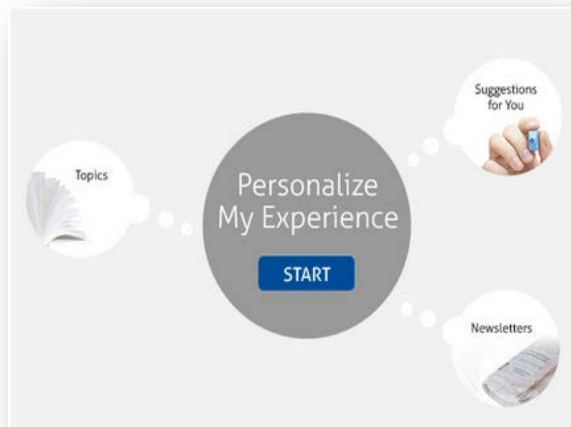 Suggestions
for You
Topics
Personalize
My Experience
START
Newsletters